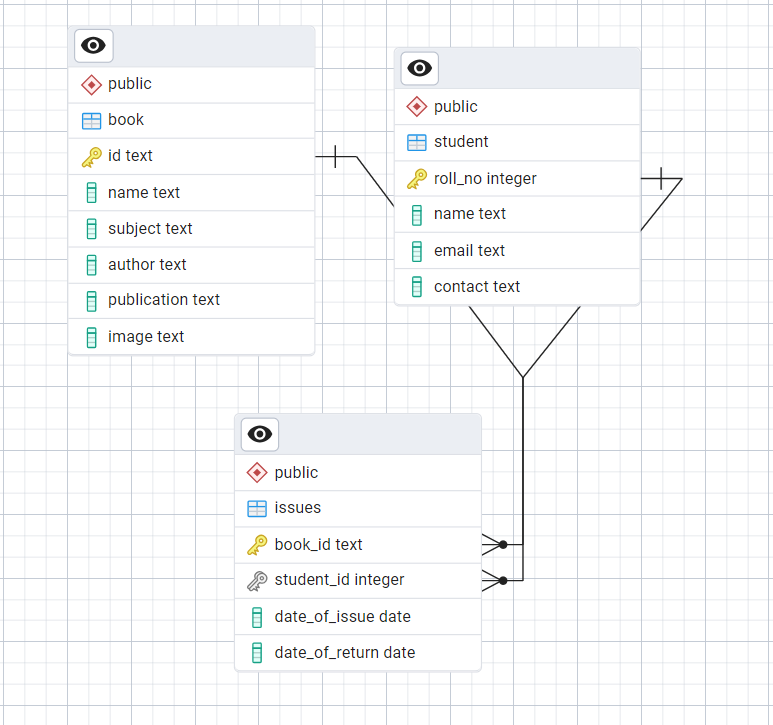 public
book
id text
name text
subject text
author text
publication text
image text
public
student
roll_no integer
name text
email text
contact text
public
issues
book_id text
student_id integer
date_of_issue date
date_of_return date